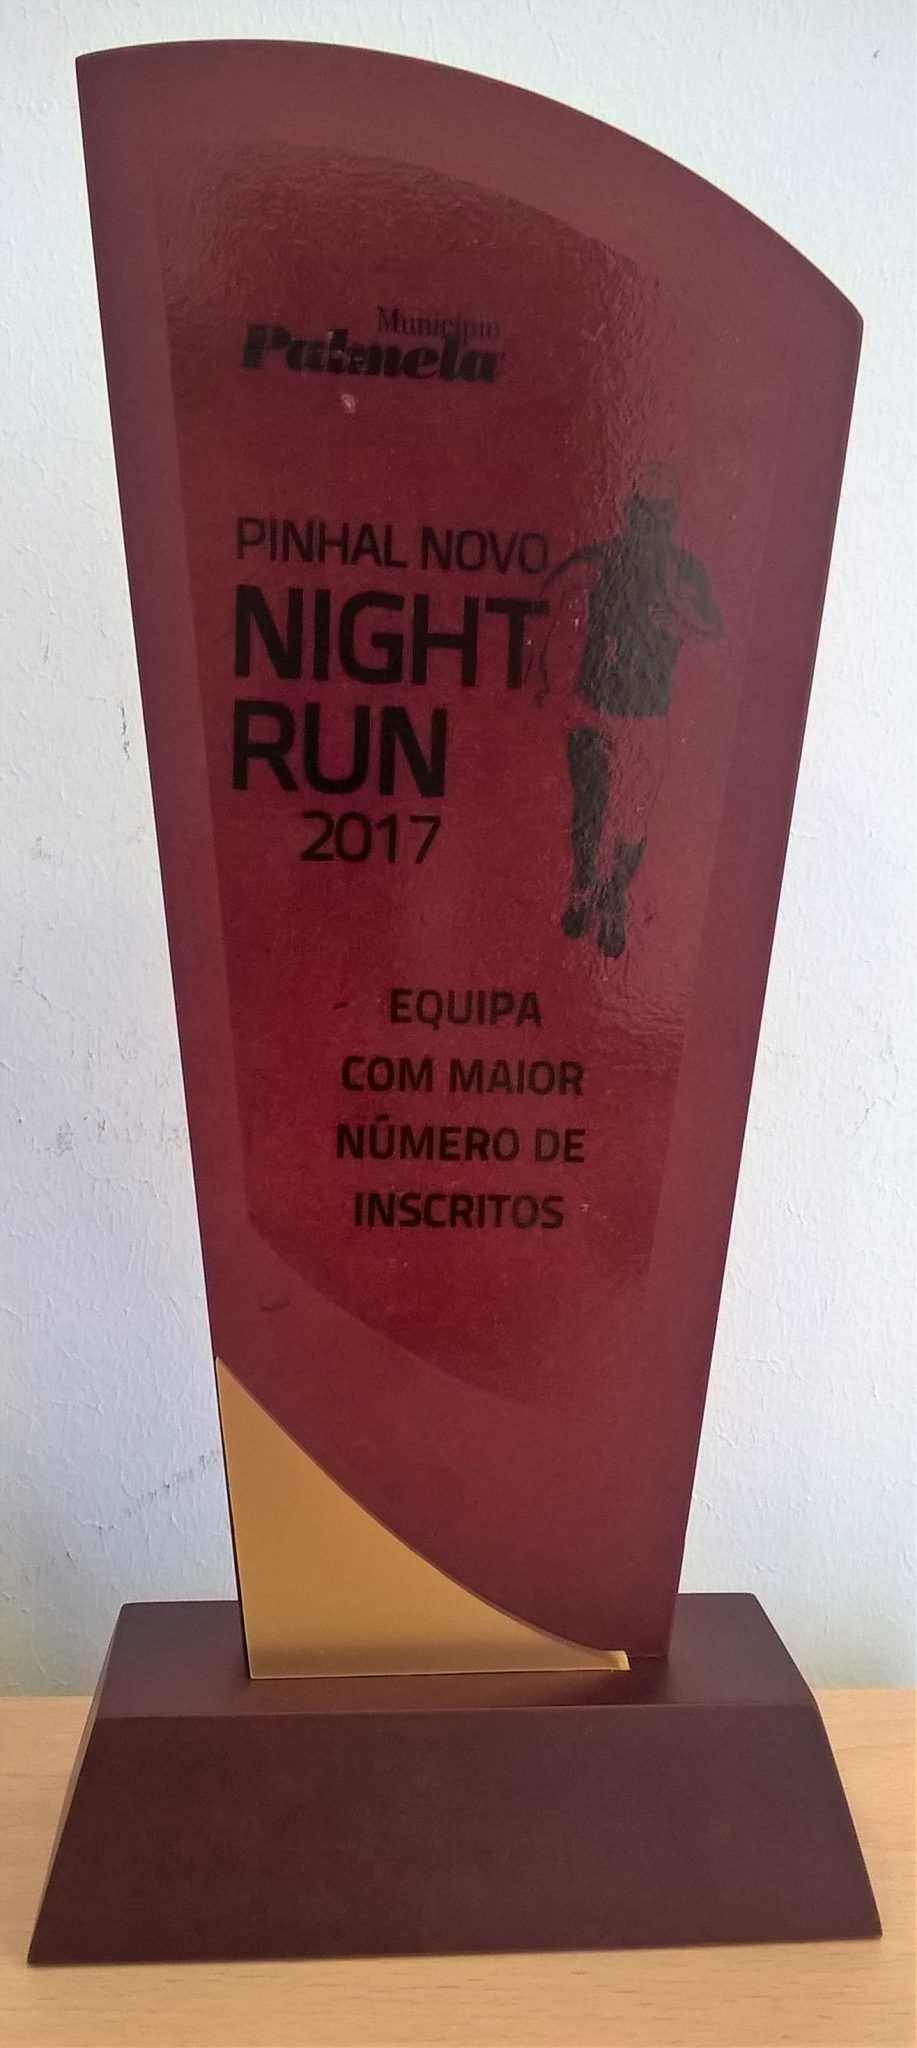 Município
Palmela
PINHAL NOVO
NIGHT
RUN
2017
EQUIPA
COM MAIOR
NÚMERO DE
INSCRITOS